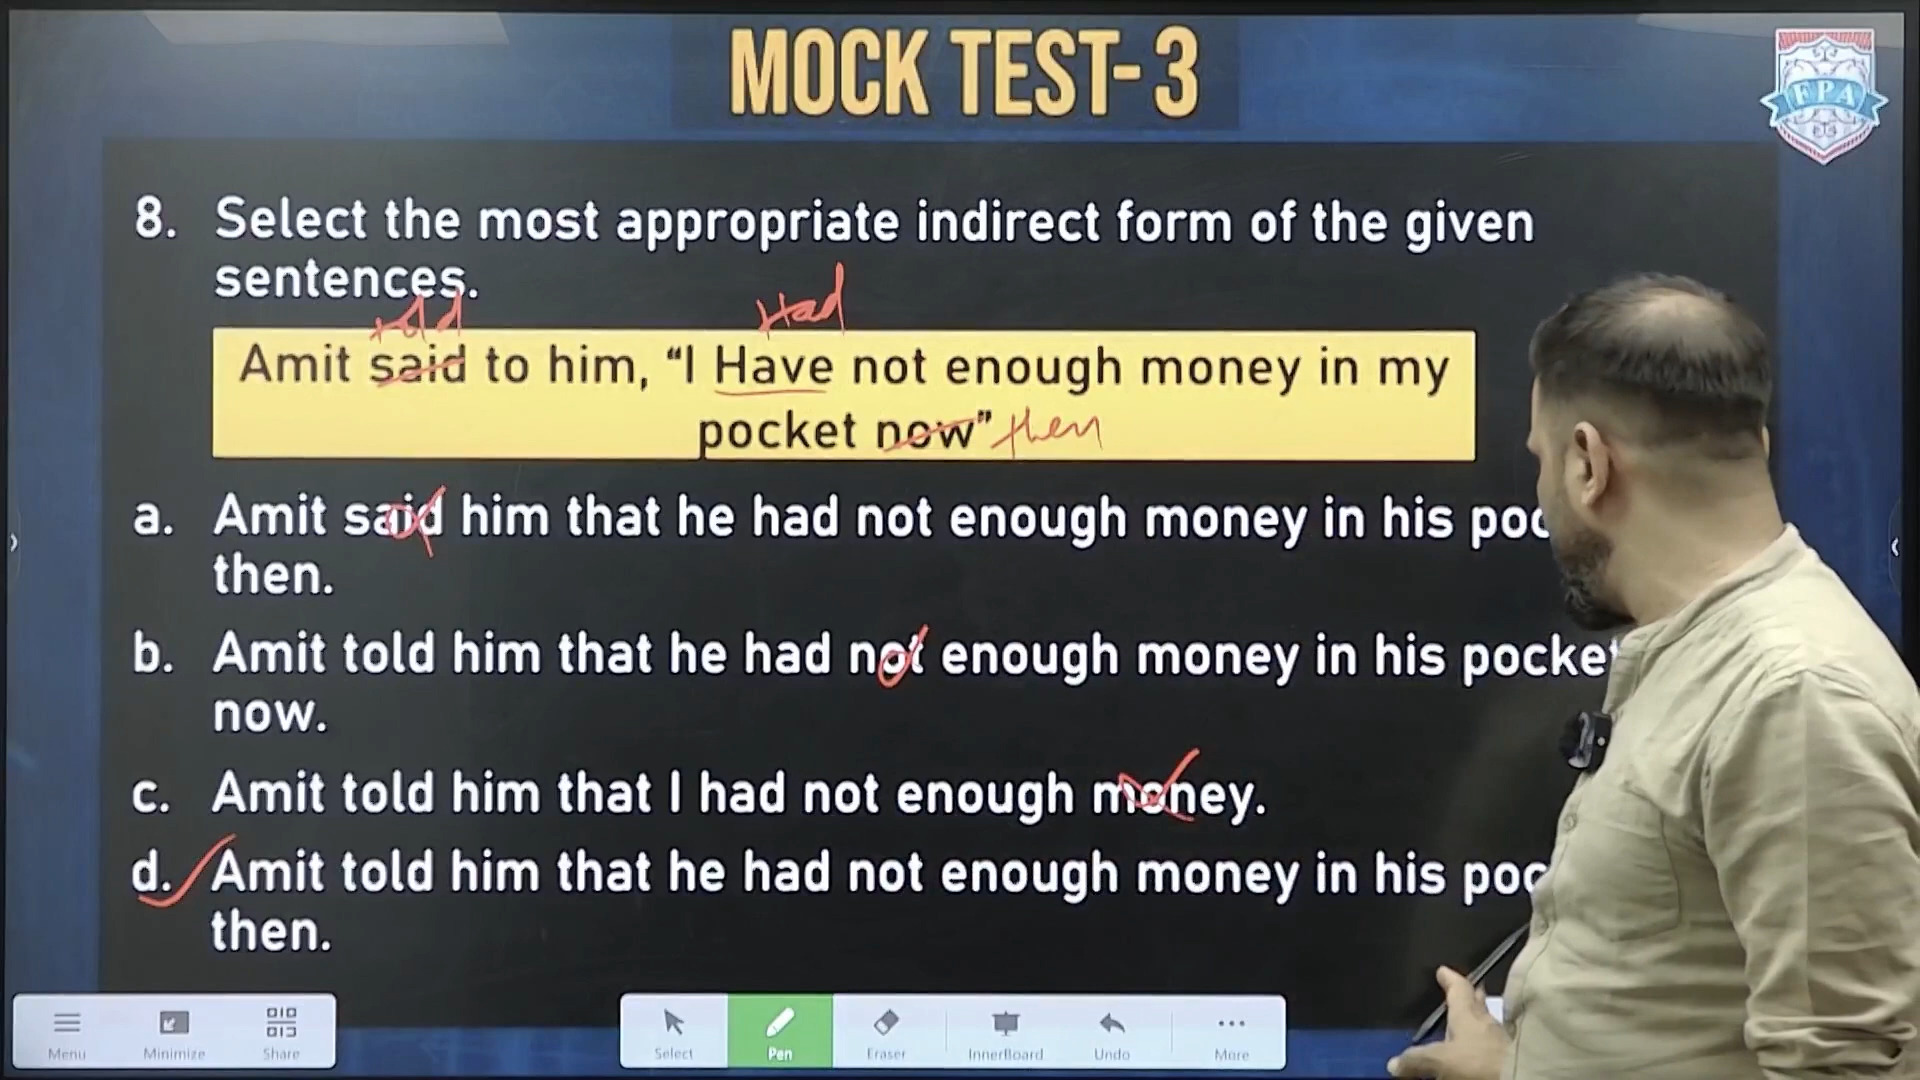 MOCK TEST-3
FPA
8. Select the most appropriate indirect form of the given
sentences.
told Had
Amit said to him, “I Have not enough money in my
pocket now” then
a. Amit said him that he had not enough money in his
then.
b. Amit told him that he had not enough money in his
now.
c. Amit told him that I had not enough money.
d. Amit told him that he had not enough money in his
then.
Menu Minimize Share Select Pen Eraser InnerBoard Undo More